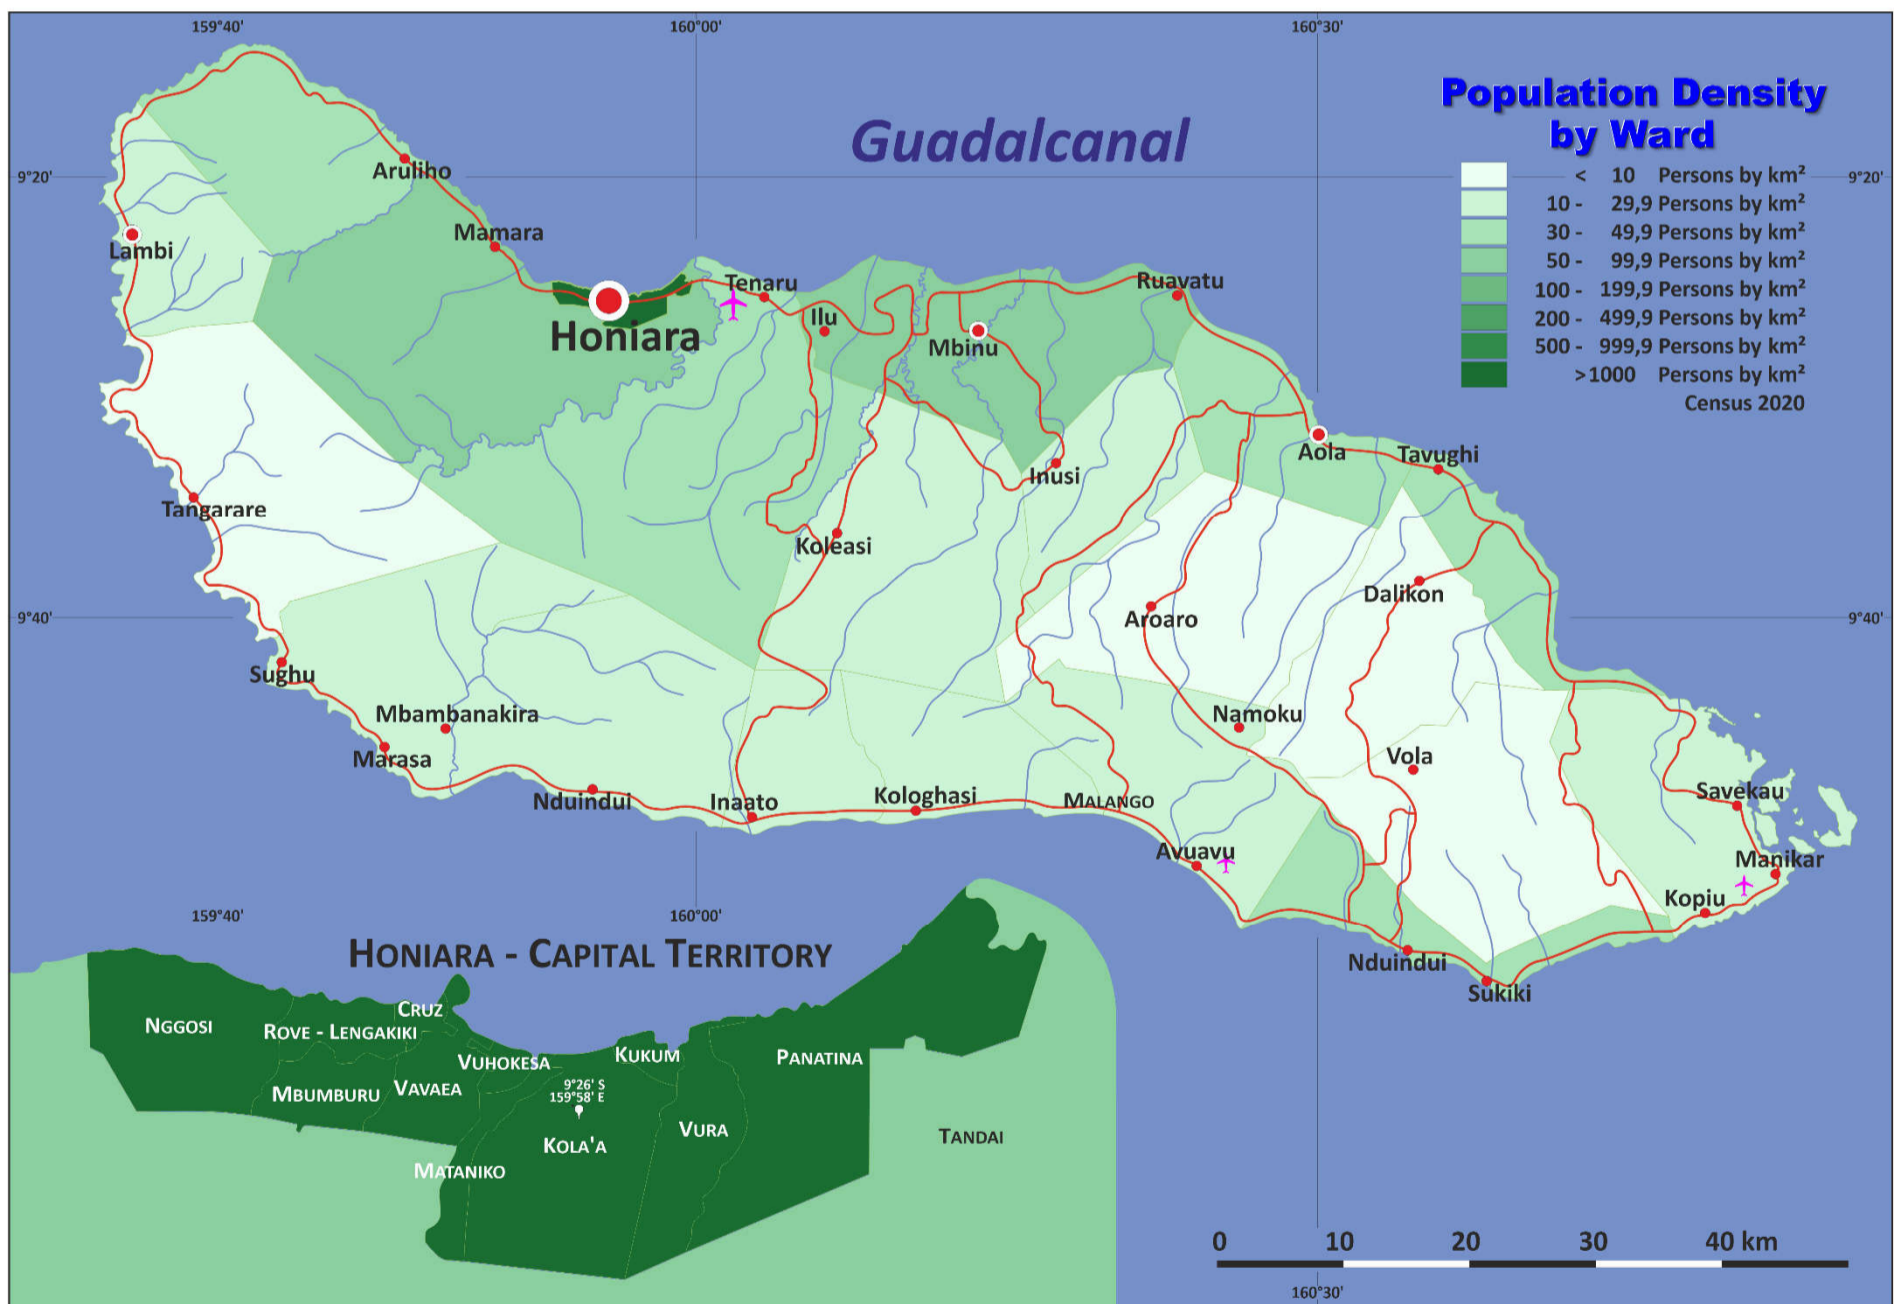 159°40'
160°00'
160°30'
Population Density
by Ward
Guadalcanal
9°20'
9°20'
< 10 Persons by km²
10 - 29,9 Persons by km²
30 - 49,9 Persons by km²
50 - 99,9 Persons by km²
100 - 199,9 Persons by km²
200 - 499,9 Persons by km²
500 - 999,9 Persons by km²
>1000 Persons by km²
Census 2020
Aruliho
Mamara
Lambi
Tenaru
Ruavatu
Ilu
Honiara
Mbinu
Aola
Tavughi
Inusi
Tangarare
Koleasi
Dalikon
9°40'
Aroaro
9°40'
Sughu
Mbambanakira
Namoku
Marasa
Vola
Nduindui
Inaato
Kologhasi
MALANGO
Savekau
Avuavu
Manikar
Kopiu
159°40'
160°00'
HONIARA - CAPITAL TERRITORY
Nduindui
Sukiki
NGGOSI
CRUZ
ROVE - LENGAKIKI
VUHOKESA
KUKUM
PANATINA
MBUMBURU
VAVAEA
9°26' S
159°58' E
KOLA'A
VURA
TANDAI
MATANIKO
0 10 20 30 40 km
160°30'